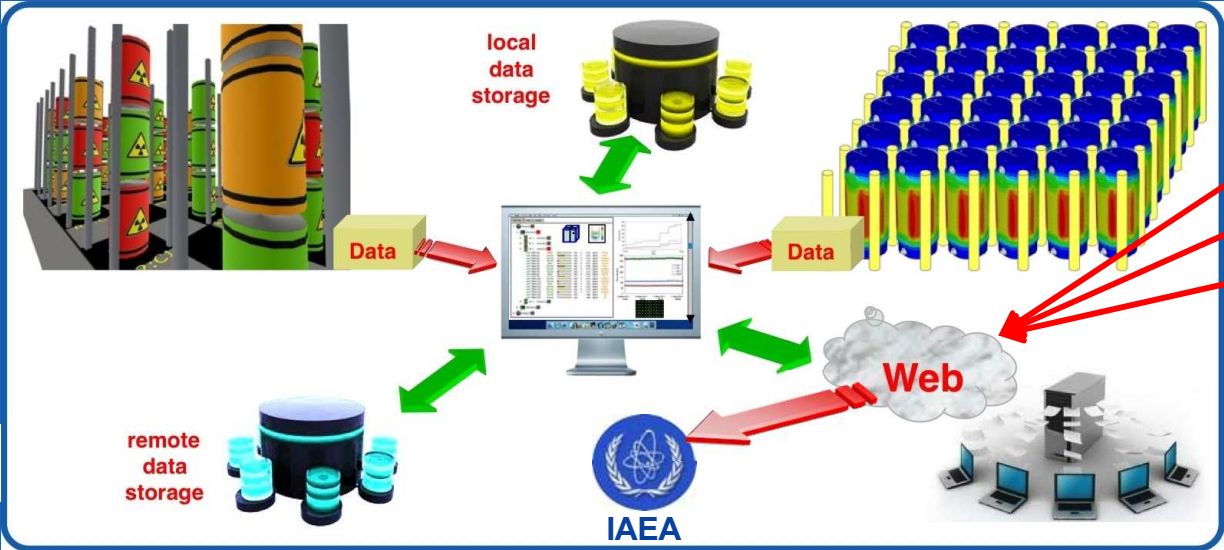 local
data
storage
Data
Data
Web
remote
data
storage
IAEA